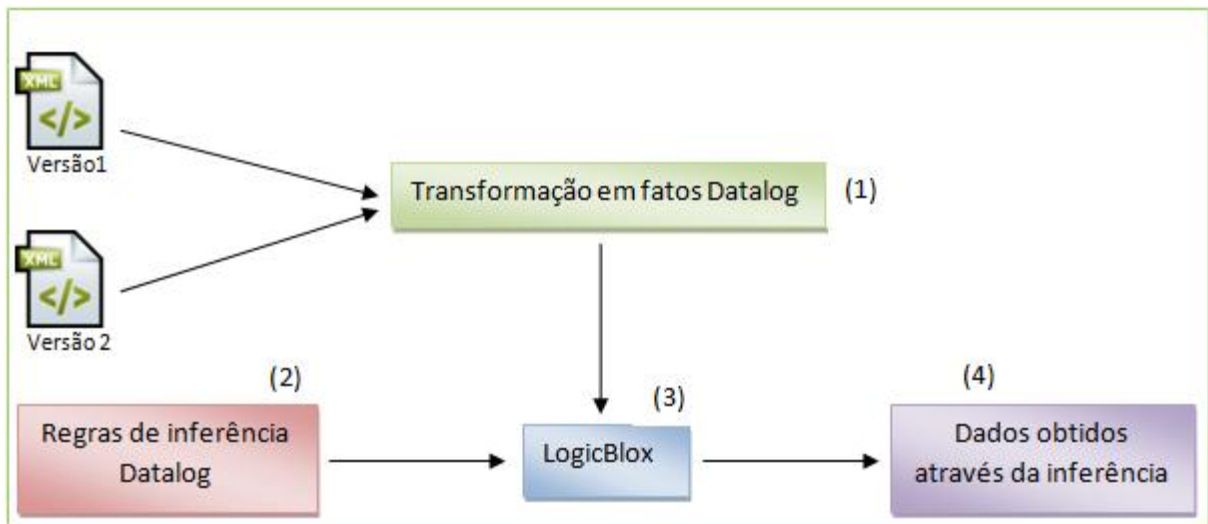 XML
</>
Versão1
XML
</>
Versão 2
Transformação em fatos Datalog
(1)
(2)
Regras de inferência
Datalog
(3)
LogicBlox
(4)
Dados obtidos
através da inferência